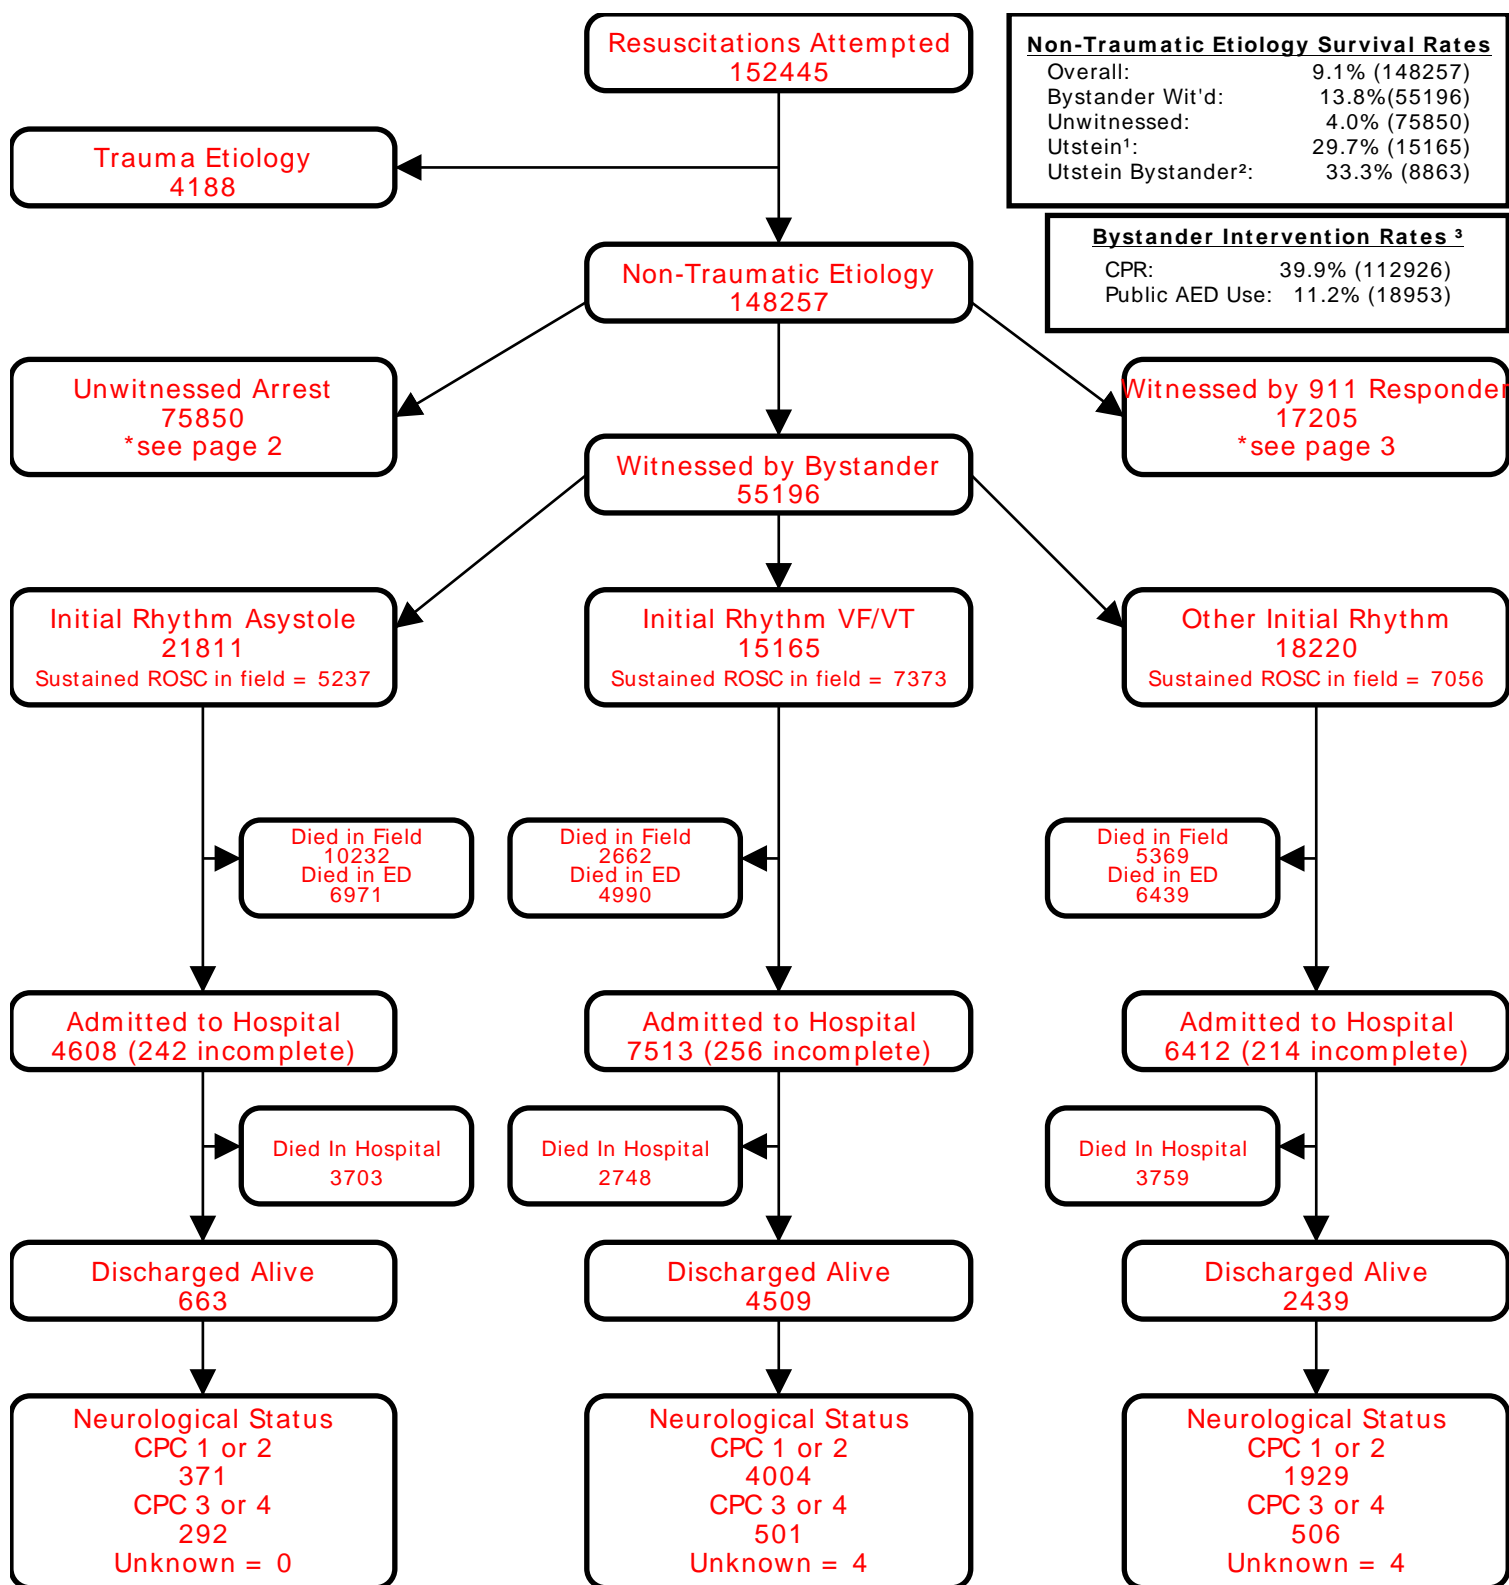 Resuscitations Attempted
152445
Non-Traumatic Etiology Survival Rates
Overall: 9.1% (148257)
Bystander Wit'd: 13.8%(55196)
Unwitnessed: 4.0% (75850)
Utstein¹: 29.7% (15165)
Utstein Bystander²: 33.3% (8863)
Trauma Etiology
4188
Bystander Intervention Rates ³
CPR: 39.9% (112926)
Public AED Use: 11.2% (18953)
Non-Traumatic Etiology
148257
Unwitnessed Arrest
75850
*see page 2
Witnessed by 911 Responder
17205
*see page 3
Witnessed by Bystander
55196
Initial Rhythm Asystole
21811
Sustained ROSC in field = 5237
Initial Rhythm VF/VT
15165
Sustained ROSC in field = 7373
Other Initial Rhythm
18220
Sustained ROSC in field = 7056
Died in Field
10232
Died in ED
6971
Died in Field
2662
Died in ED
4990
Died in Field
5369
Died in ED
6439
Admitted to Hospital
4608 (242 incomplete)
Admitted to Hospital
7513 (256 incomplete)
Admitted to Hospital
6412 (214 incomplete)
Died In Hospital
3703
Died In Hospital
2748
Died In Hospital
3759
Discharged Alive
663
Discharged Alive
4509
Discharged Alive
2439
Neurological Status
CPC 1 or 2
371
CPC 3 or 4
292
Unknown = 0
Neurological Status
CPC 1 or 2
4004
CPC 3 or 4
501
Unknown = 4
Neurological Status
CPC 1 or 2
1929
CPC 3 or 4
506
Unknown = 4